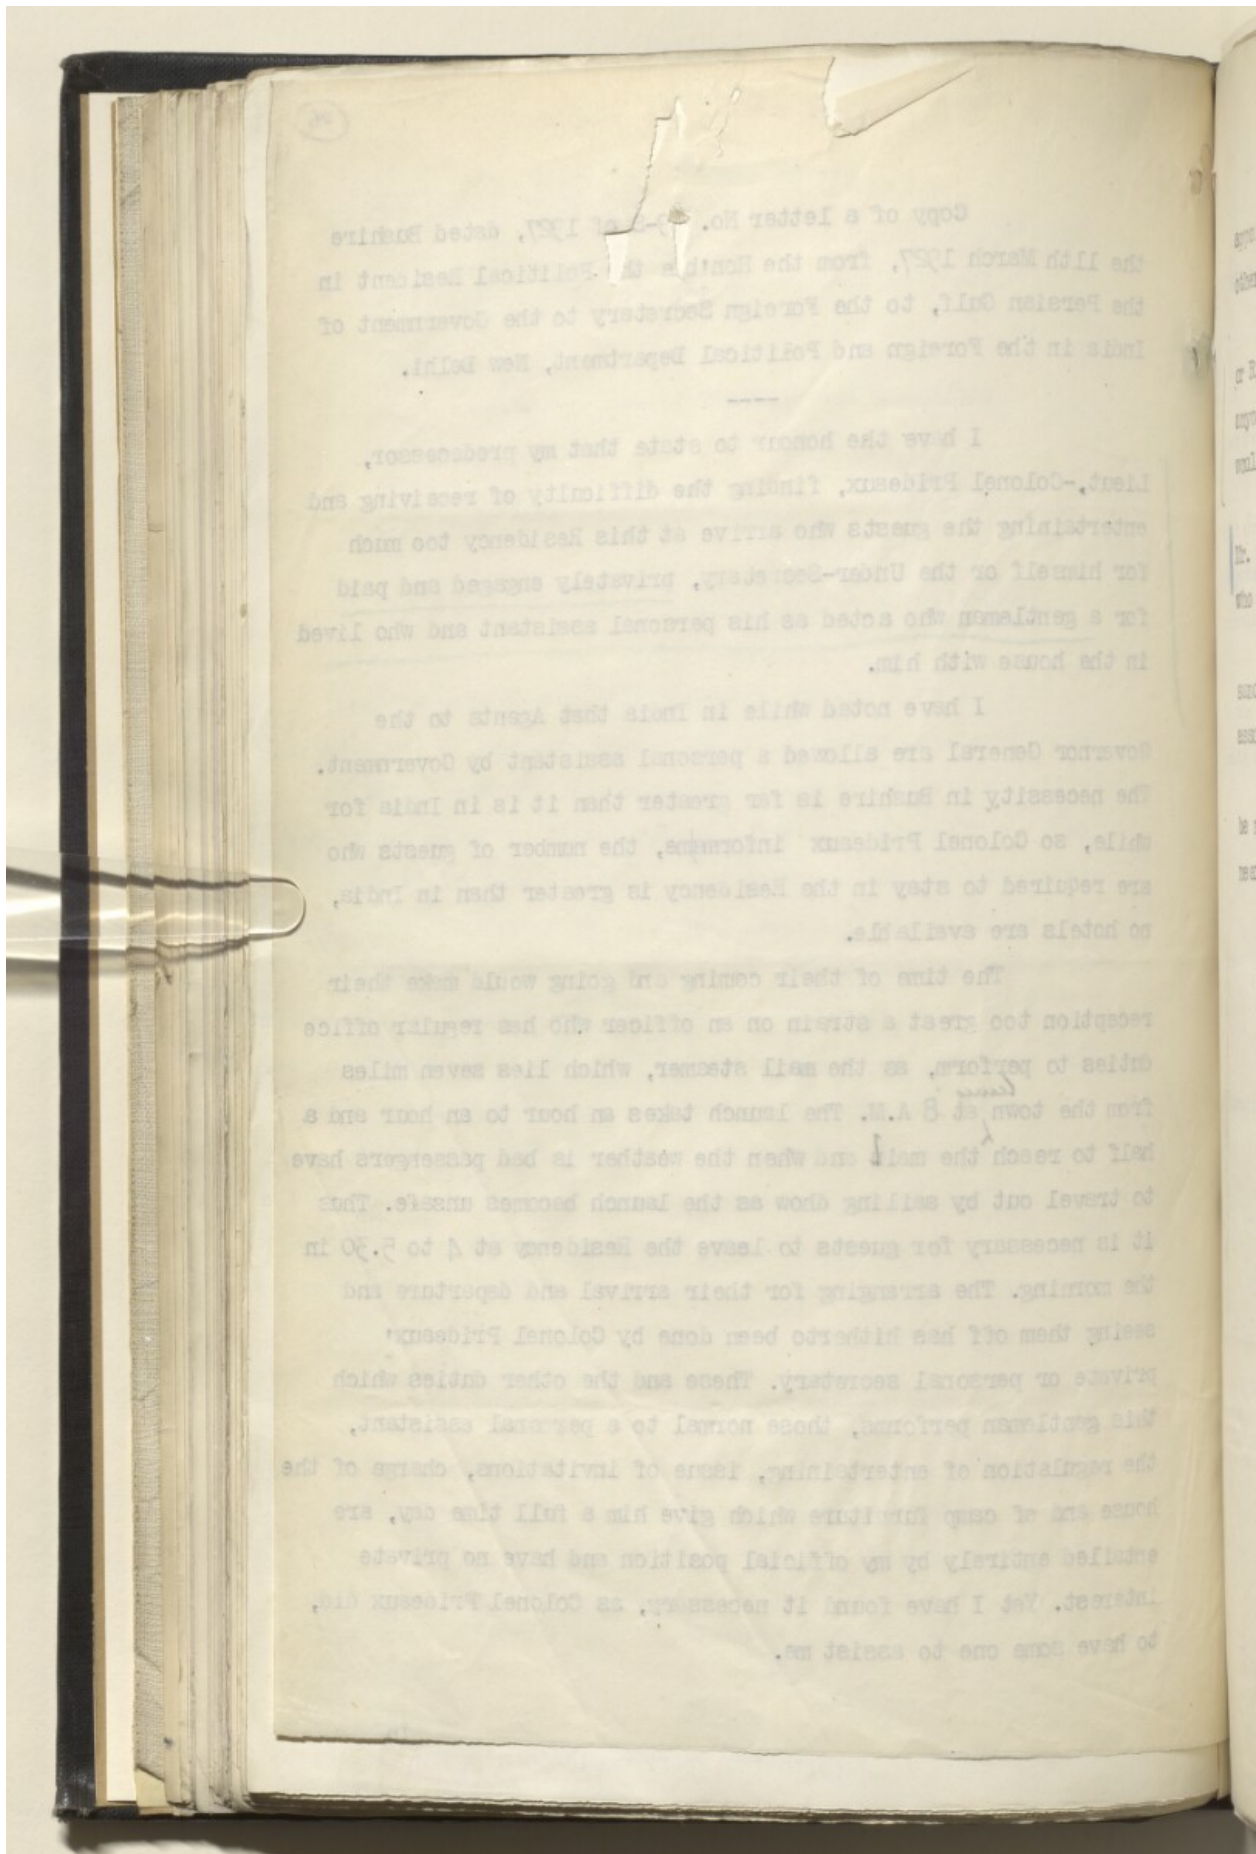 Copy of a letter No. of 1927, dated Bushire
the 11th March 1927, from the Hon'ble the Political Resident in
the Persian Gulf, to the Foreign Secretary to the Government of
India in the Foreign and Political Department, New Delhi.
----
I have the honour to state that my predecessor,
Lieut.-Colonel Prideaux, finding the difficulty of receiving and
entertaining the guests who arrive at this Residency too much
for himself or the Under-Secretary, privately engaged and paid
for a gentleman who acted as his personal assistant and who lived
in the house with him.
I have noted while in India that Agents to the
Governor General are allowed a personal assistant by Government.
The necessity in Bushire is far greater than it is in India for
while, so Colonel Prideaux informs me, the number of guests who
are required to stay in the Residency is greater than in India,
no hotels are available.
The time of their coming and going would make their
reception too great a strain on an officer who has regular office
duties to perform, as the mail steamer, which lies seven miles
from the town, at 8 A.M. The launch takes an hour to an hour and a
half to reach the mail and when the weather is bad passengers have
to travel out by sailing dhow as the launch becomes unsafe. Thus
it is necessary for guests to leave the Residency at 4 to 5.30 in
the morning. The arranging for their arrival and departure and
seeing them off has hitherto been done by Colonel Prideaux'
private or personal secretary. These and the other duties which
this gentleman performs, those normal to a personal assistant,
the regulation of entertaining, issue of invitations, charge of the
house and of camp furniture which give him a full time day, are
entailed entirely by my official position and have no private
interest. Yet I have found it necessary, as Colonel Prideaux did,
to have some one to assist me.